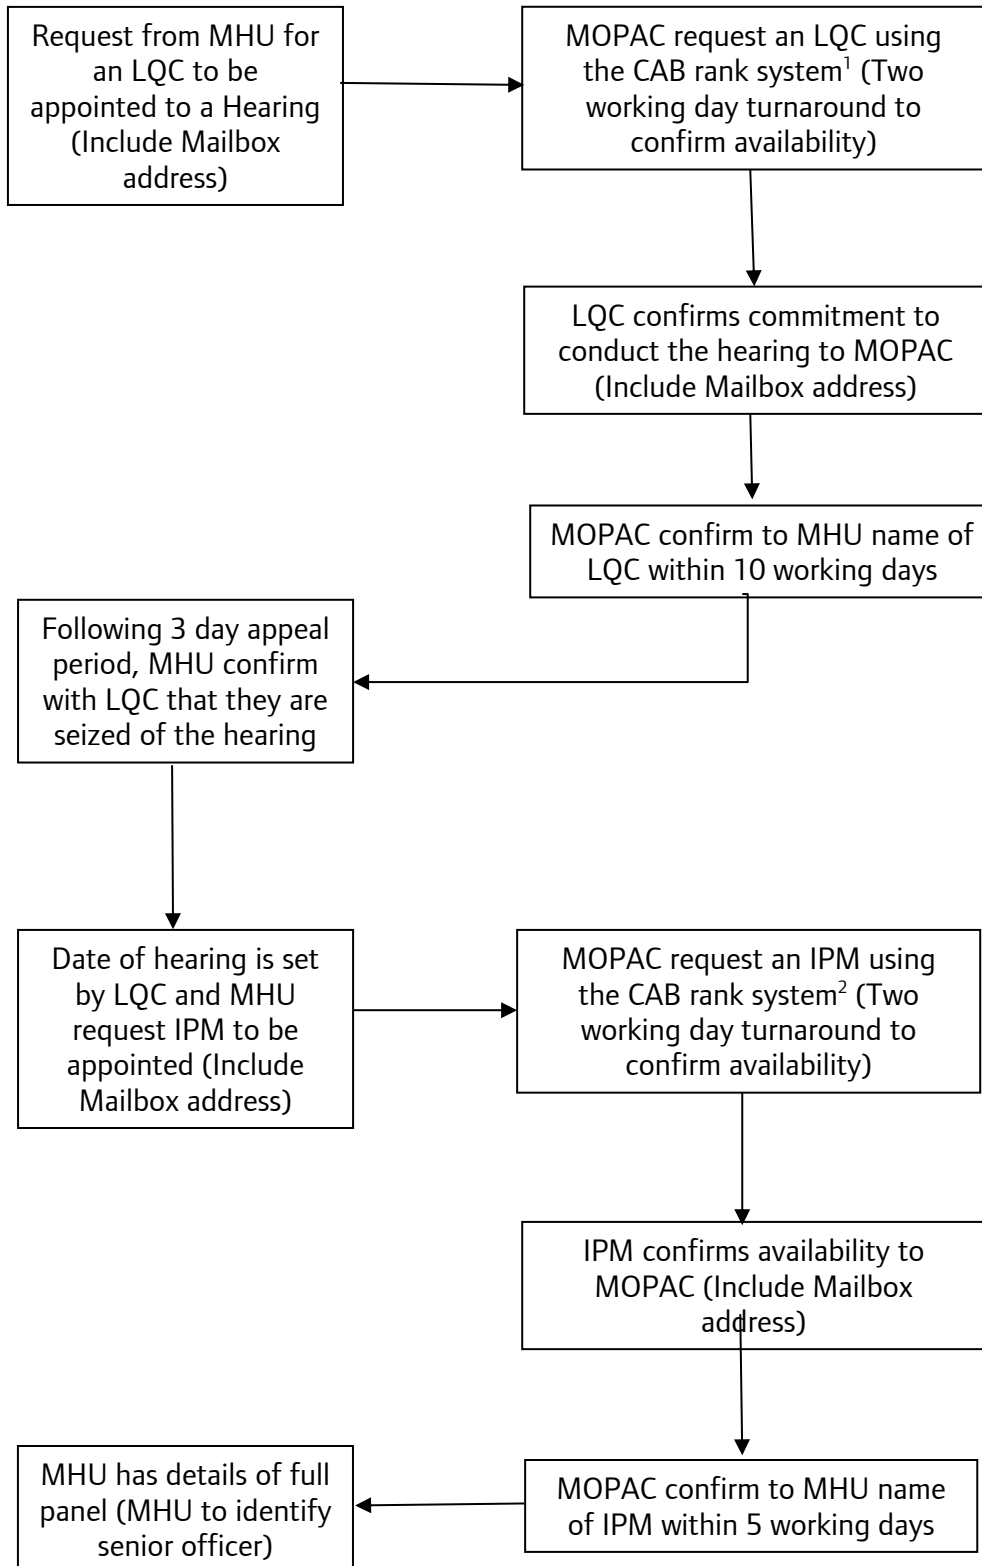 Request from MHU for
an LQC to be
appointed to a Hearing
(Include Mailbox
address)
MOPAC request an LQC using
the CAB rank system¹ (Two
working day turnaround to
confirm availability)
LQC confirms commitment to
conduct the hearing to MOPAC
(Include Mailbox address)
MOPAC confirm to MHU name of
LQC within 10 working days
Following 3 day appeal
period, MHU confirm
with LQC that they are
seized of the hearing
Date of hearing is set
by LQC and MHU
request IPM to be
appointed (Include
Mailbox address)
MOPAC request an IPM using
the CAB rank system² (Two
working day turnaround to
confirm availability)
IPM confirms availability to
MOPAC (Include Mailbox
address)
MOPAC confirm to MHU name
of IPM within 5 working days
MHU has details of full
panel (MHU to identify
senior officer)